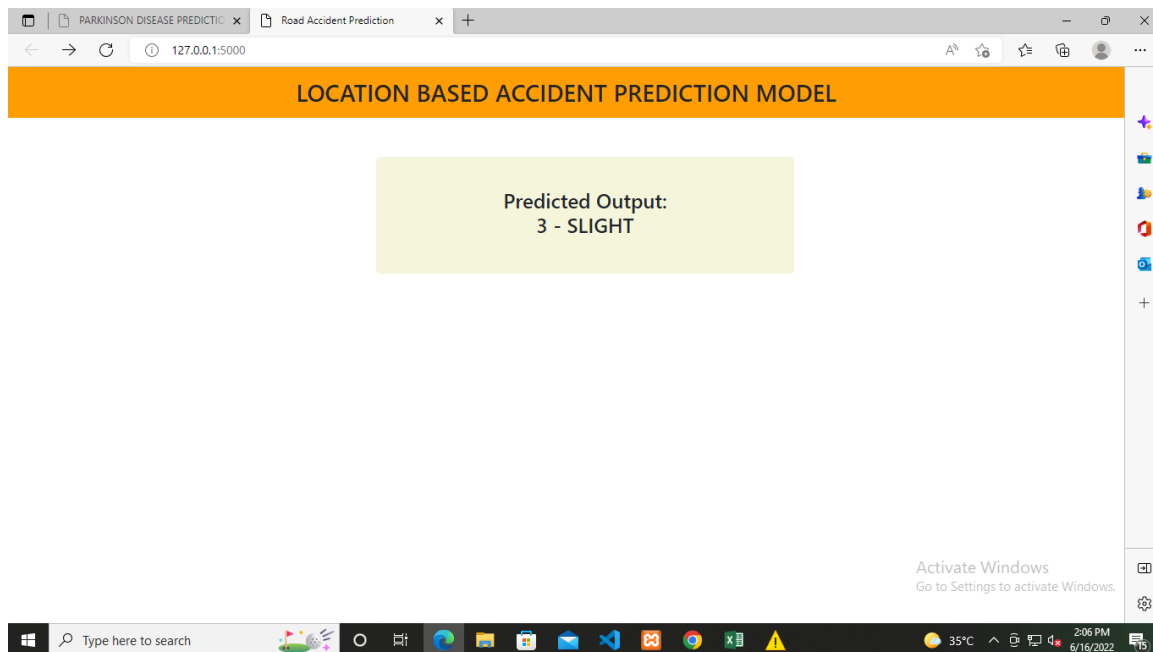 PARKINSON DISEASE PREDICTIO
Road Accident Prediction
127.0.0.1:5000
LOCATION BASED ACCIDENT PREDICTION MODEL
Predicted Output:
3 - SLIGHT
Activate Windows
Go to Settings to activate Windows.
Type here to search
35°C
2:06 PM
6/16/2022
15